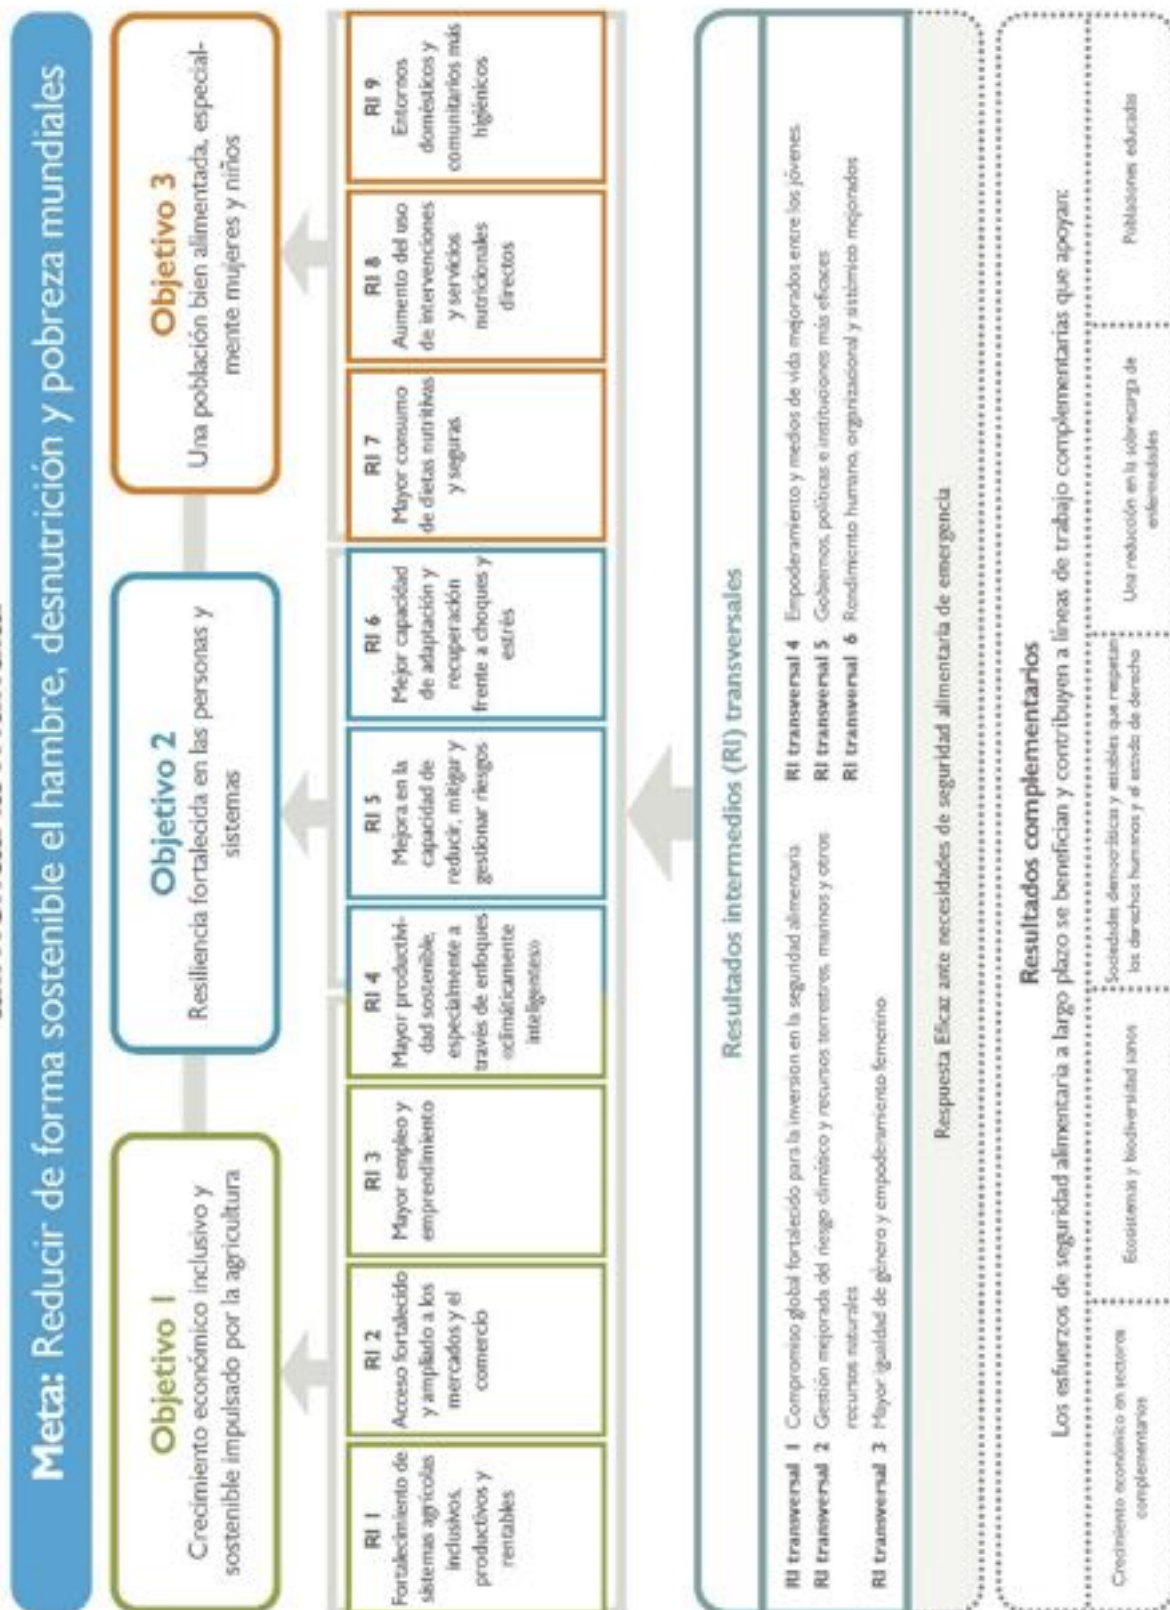 Meta: Reducir de forma sostenible el hambre, desnutrición y pobreza mundiales
Objetivo 1
Crecimiento económico inclusivo y
sostenible impulsado por la agricultura
Objetivo 2
Resiliencia fortalecida en las personas y
sistemas
Objetivo 3
Una población bien alimentada, especial-
mente mujeres y niños
RI 1
Fortalecimiento de
sistemas agrícolas
inclusivos,
productivos y
rentables
RI 2
Acceso fortalecido
y ampliado a los
mercados y el
comercio
RI 3
Mayor empleo y
emprendimiento
RI 4
Mayor productivi-
dad sostenible,
especialmente a
través de enfoques
«climáticamente
inteligentes»
RI 5
Mejora en la
capacidad de
reducir, mitigar y
gestionar riesgos
RI 6
Mejor capacidad
de adaptación y
recuperación
frente a choques y
estrés
RI 7
Mayor consumo
de dietas nutritivas
y seguras
RI 8
Aumento del uso
de intervenciones
y servicios
nutricionales
directos
RI 9
Entornos
domésticos y
comunitarios más
higiénicos
Resultados intermedios (RI) transversales
RI transversal 1 Compromiso global fortalecido para la inversion en la seguridad alimentaria
RI transversal 2 Gestión mejorada del riesgo climático y recursos terrestres, marinos y otros
recursos naturales
RI transversal 3 Mayor igualdad de género y empoderamiento femenino
RI transversal 4 Empoderamiento y medios de vida mejorados entre los jóvenes.
RI transversal 5 Gobiernos, políticas e instituciones más eficaces
RI transversal 6 Rendimiento humano, organizacional y sistémico mejorados
Respuesta Eficaz ante necesidades de seguridad alimentaria de emergencia
Resultados complementarios
Los esfuerzos de seguridad alimentaria a largo plazo se benefician y contribuyen a líneas de trabajo complementarias que apoyan:
Crecimiento económico en sectores
complementarios
Ecosistemas y biodiversidad sanos
Sociedades democráticas y estables que respetan
los derechos humanos y el estado de derecho
Una reducción en la sobrecarga de
enfermedades
Poblaciones educadas